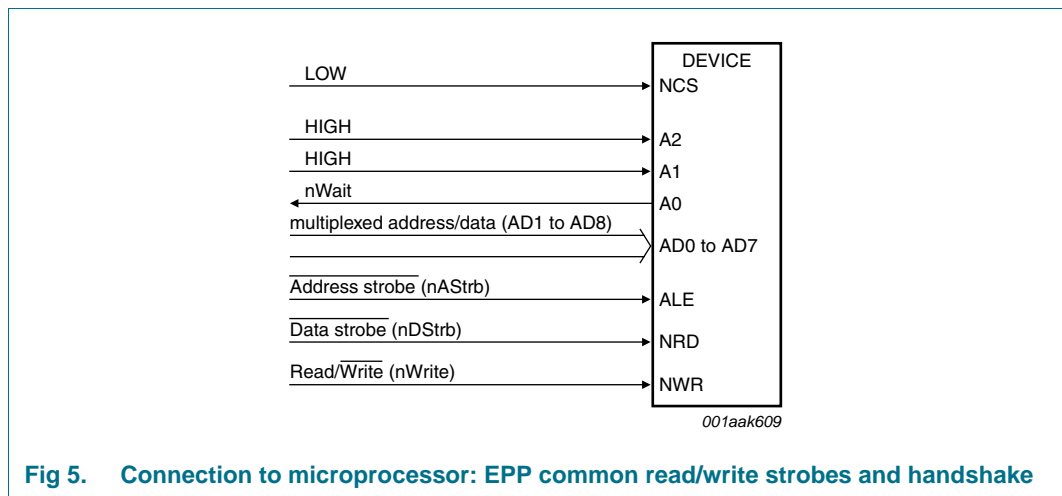 DEVICE
LOW
NCS
HIGH
A2
HIGH
A1
nWait
A0
multiplexed address/data (AD1 to AD8)
AD0 to AD7
Address strobe (nAStrb)
ALE
Data strobe (nDStrb)
NRD
Read/Write (nWrite)
NWR
001aak609
Fig 5. Connection to microprocessor: EPP common read/write strobes and handshake